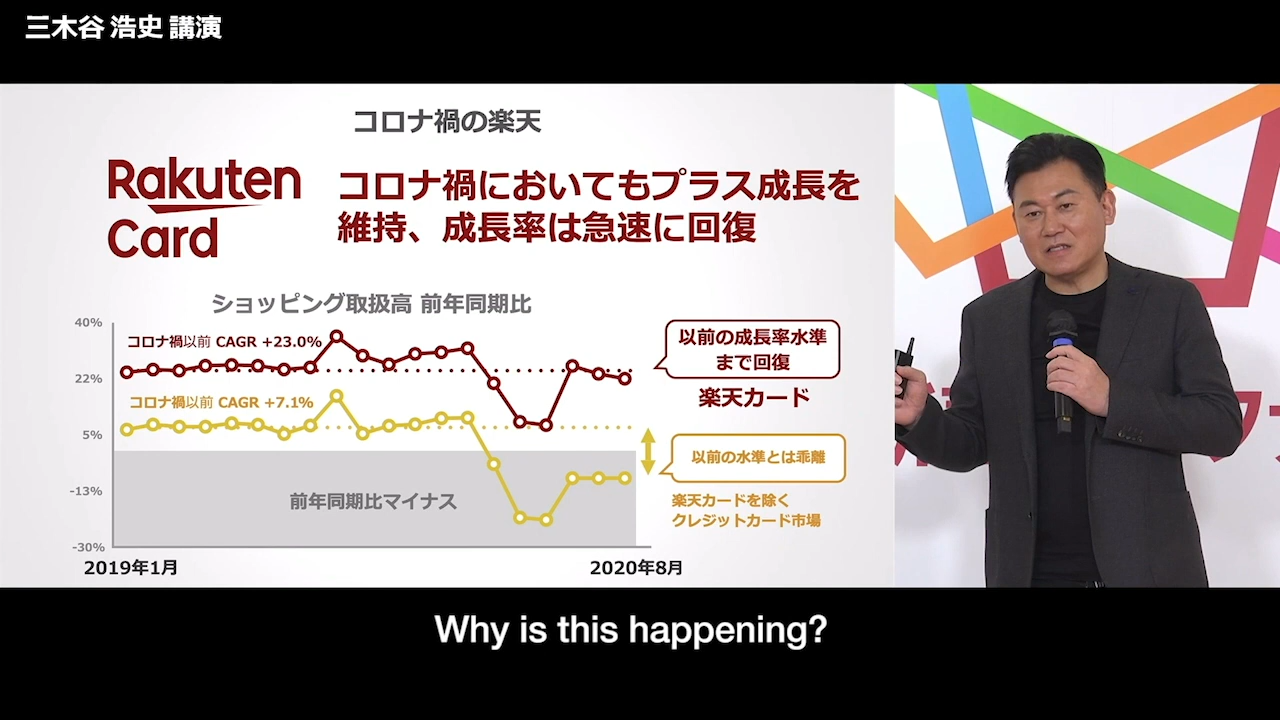 三木谷 浩史 講演
コロナ禍の楽天
Rakuten
Card
コロナ禍においてもプラス成長を
維持、成長率は急速に回復
ショッピング取扱高 前年同期比
40%
22%
5%
-13%
-30%
コロナ禍以前 CAGR +23.0%
コロナ禍以前 CAGR +7.1%
前年同期比マイナス
2019年1月
2020年8月
以前の成長率水準
まで回復
楽天カード
以前の水準とは乖離
楽天カードを除く
クレジットカード市場
Why is this happening?